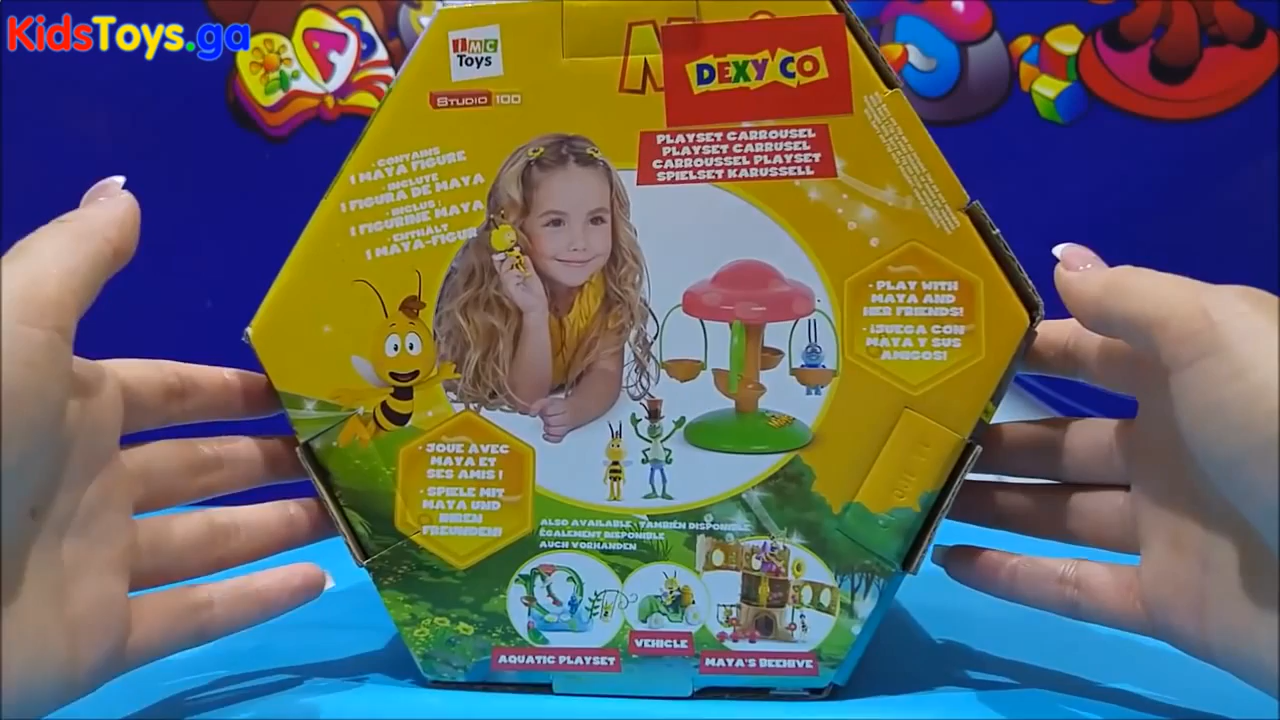 KidsToys.ga
IMC
Toys
STUDIO 100
DEXY CO
PLAYSET CARROUSEL
PLAYSET CARRUSEL
CARROUSSEL PLAYSET
SPIELSET KARUSSELL
· CONTAINS
1 MAYA FIGURE
· INCLUYE
1 FIGURA DE MAYA
· INCLUS :
1 FIGURINE MAYA
· ENTHÄLT
1 MAYA-FIGUR
· PLAY WITH
MAYA AND
HER FRIENDS!
· ¡JUEGA CON
MAYA Y SUS
AMIGOS!
· JOUE AVEC
MAYA ET
SES AMIS !
· SPIELE MIT
MAYA UND
IHREN
FREUNDEN!
ALSO AVAILABLE · TAMBIÉN DISPONIBLE
ÉGALEMENT DISPONIBLE
AUCH VORHANDEN
AQUATIC PLAYSET
VEHICLE
MAYA'S BEEHIVE